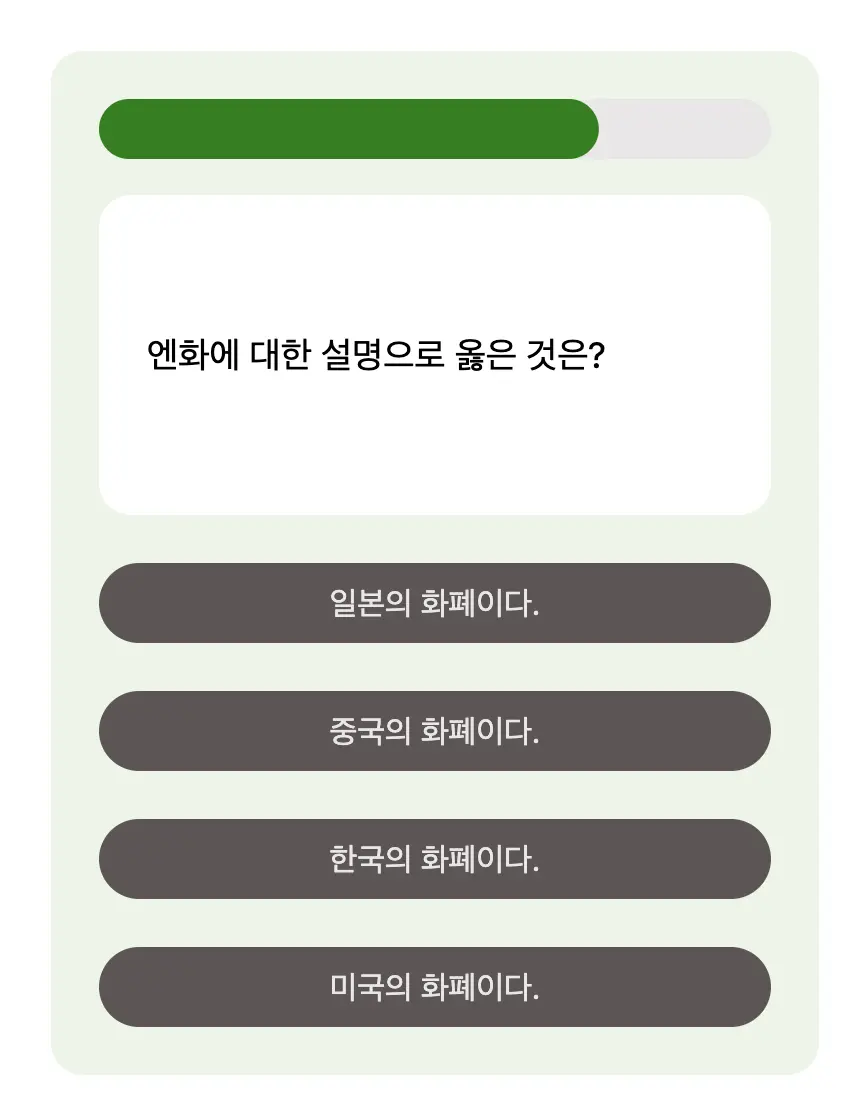 엔화에 대한 설명으로 옳은 것은?
일본의 화폐이다.
중국의 화폐이다.
한국의 화폐이다.
미국의 화폐이다.